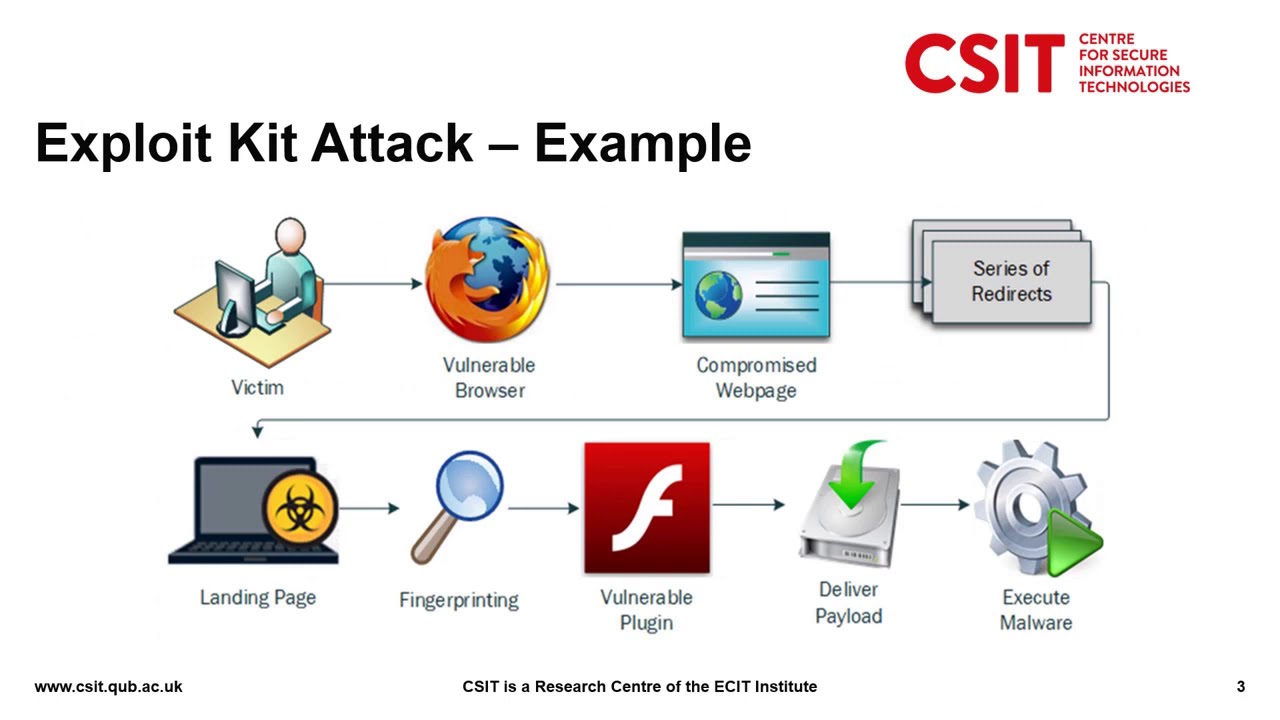 CSIT
CENTRE
FOR SECURE
INFORMATION
TECHNOLOGIES
Exploit Kit Attack – Example
Victim
Vulnerable
Browser
Compromised
Webpage
Series of
Redirects
Landing Page
Fingerprinting
Vulnerable
Plugin
Deliver
Payload
Execute
Malware
www.csit.qub.ac.uk
CSIT is a Research Centre of the ECIT Institute
3